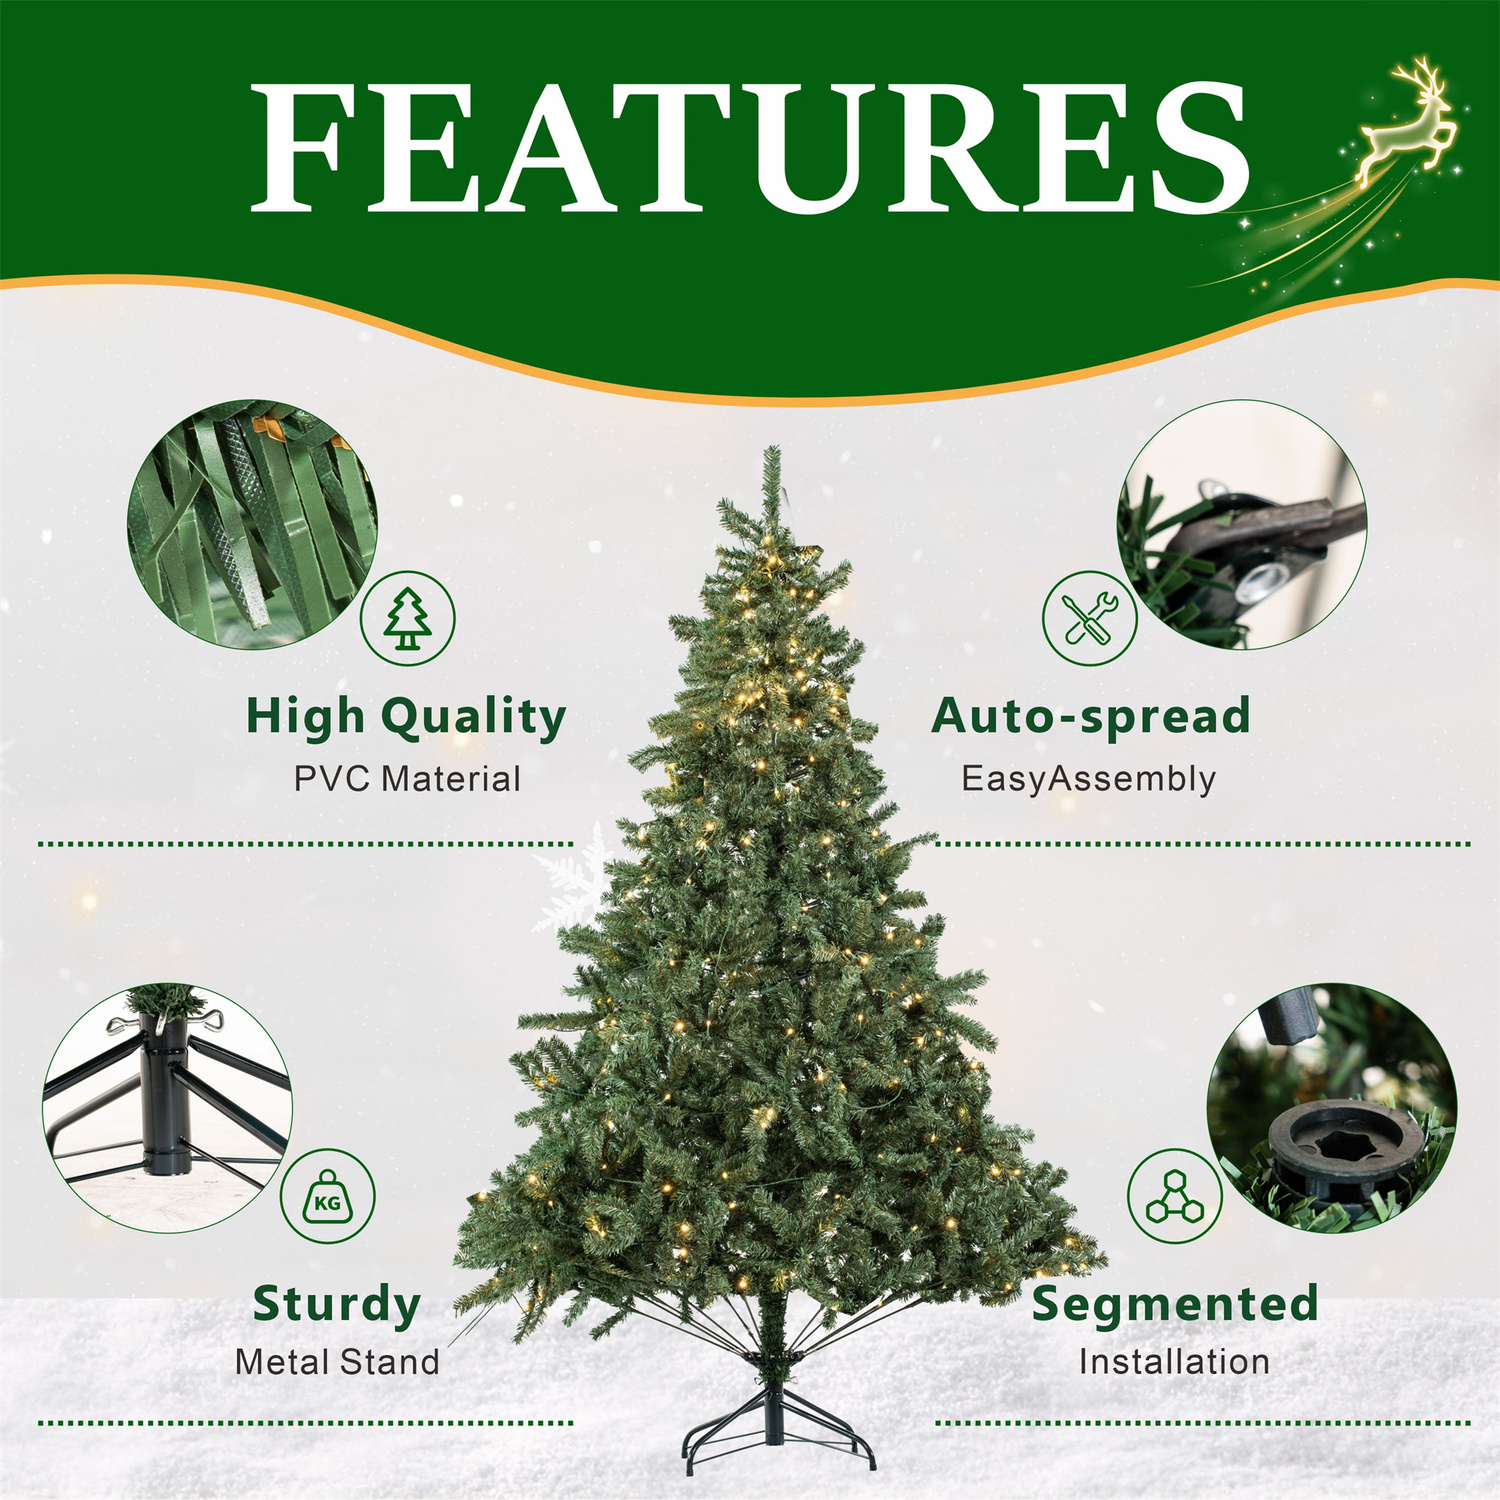 FEATURES
High Quality
PVC Material
Auto-spread
EasyAssembly
KG
Sturdy
Metal Stand
Segmented
Installation